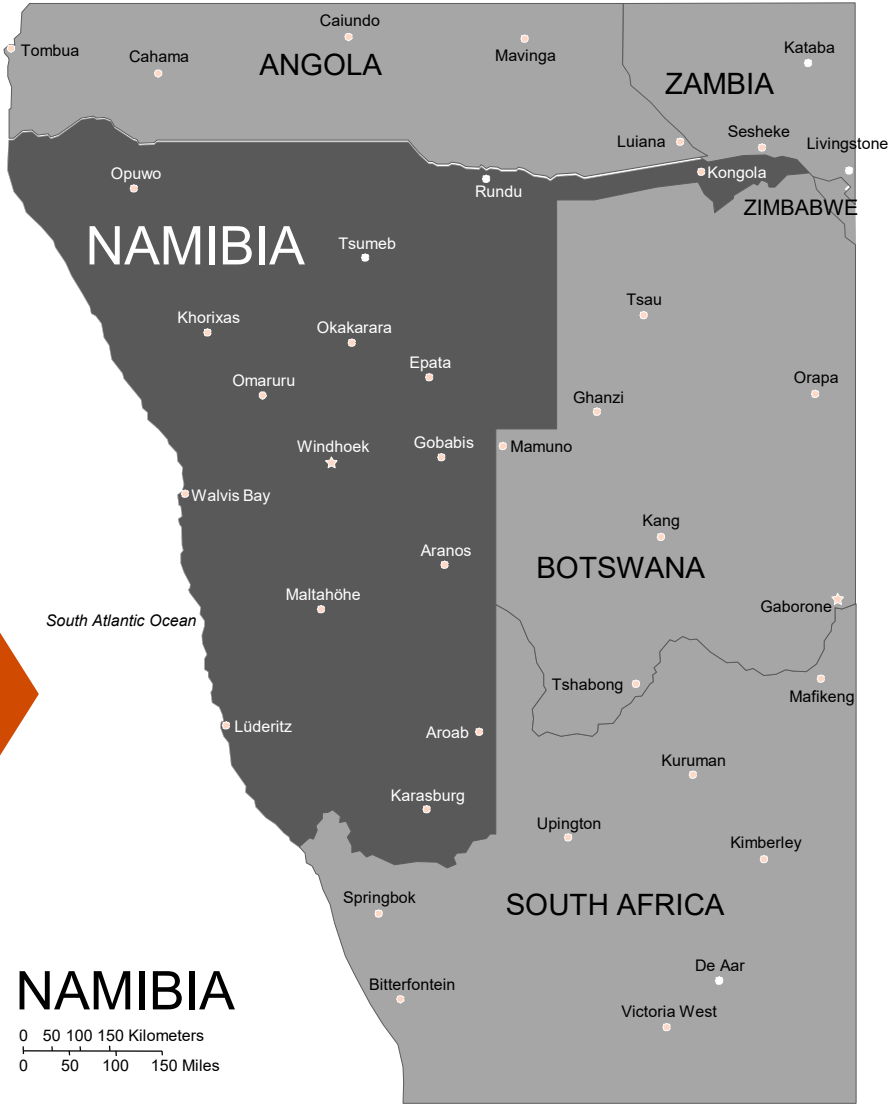 Caiundo
Tombua
Cahama
ANGOLA
Mavinga
Kataba
ZAMBIA
Luiana
Sesheke
Livingstone
Opuwo
Rundu
Kongola
ZIMBABWE
NAMIBIA
Tsumeb
Tsau
Khorixas
Okakarara
Epata
Omaruru
Ghanzi
Orapa
Windhoek
Gobabis
Mamuno
Walvis Bay
Kang
Aranos
BOTSWANA
Maltahöhe
Gaborone
South Atlantic Ocean
Tshabong
Mafikeng
Lüderitz
Aroab
Kuruman
Karasburg
Upington
Kimberley
Springbok
SOUTH AFRICA
De Aar
Bitterfontein
Victoria West
NAMIBIA
0 50 100 150 Kilometers
0 50 100 150 Miles